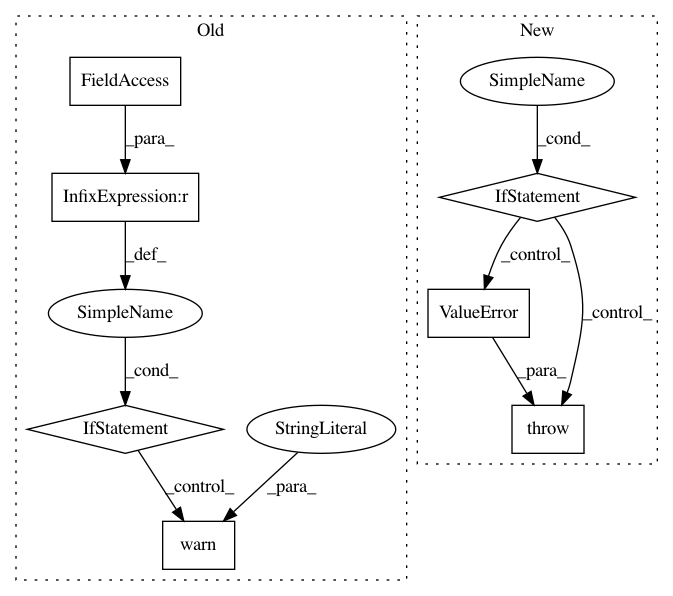 Old
New
FieldAccess
SimpleName
_para_
_cond_
InfixExpression:r
IfStatement
_def_
_control_
SimpleName
ValueError
_control_
_cond_
_para_
IfStatement
StringLiteral
throw
_control_
_para_
warn